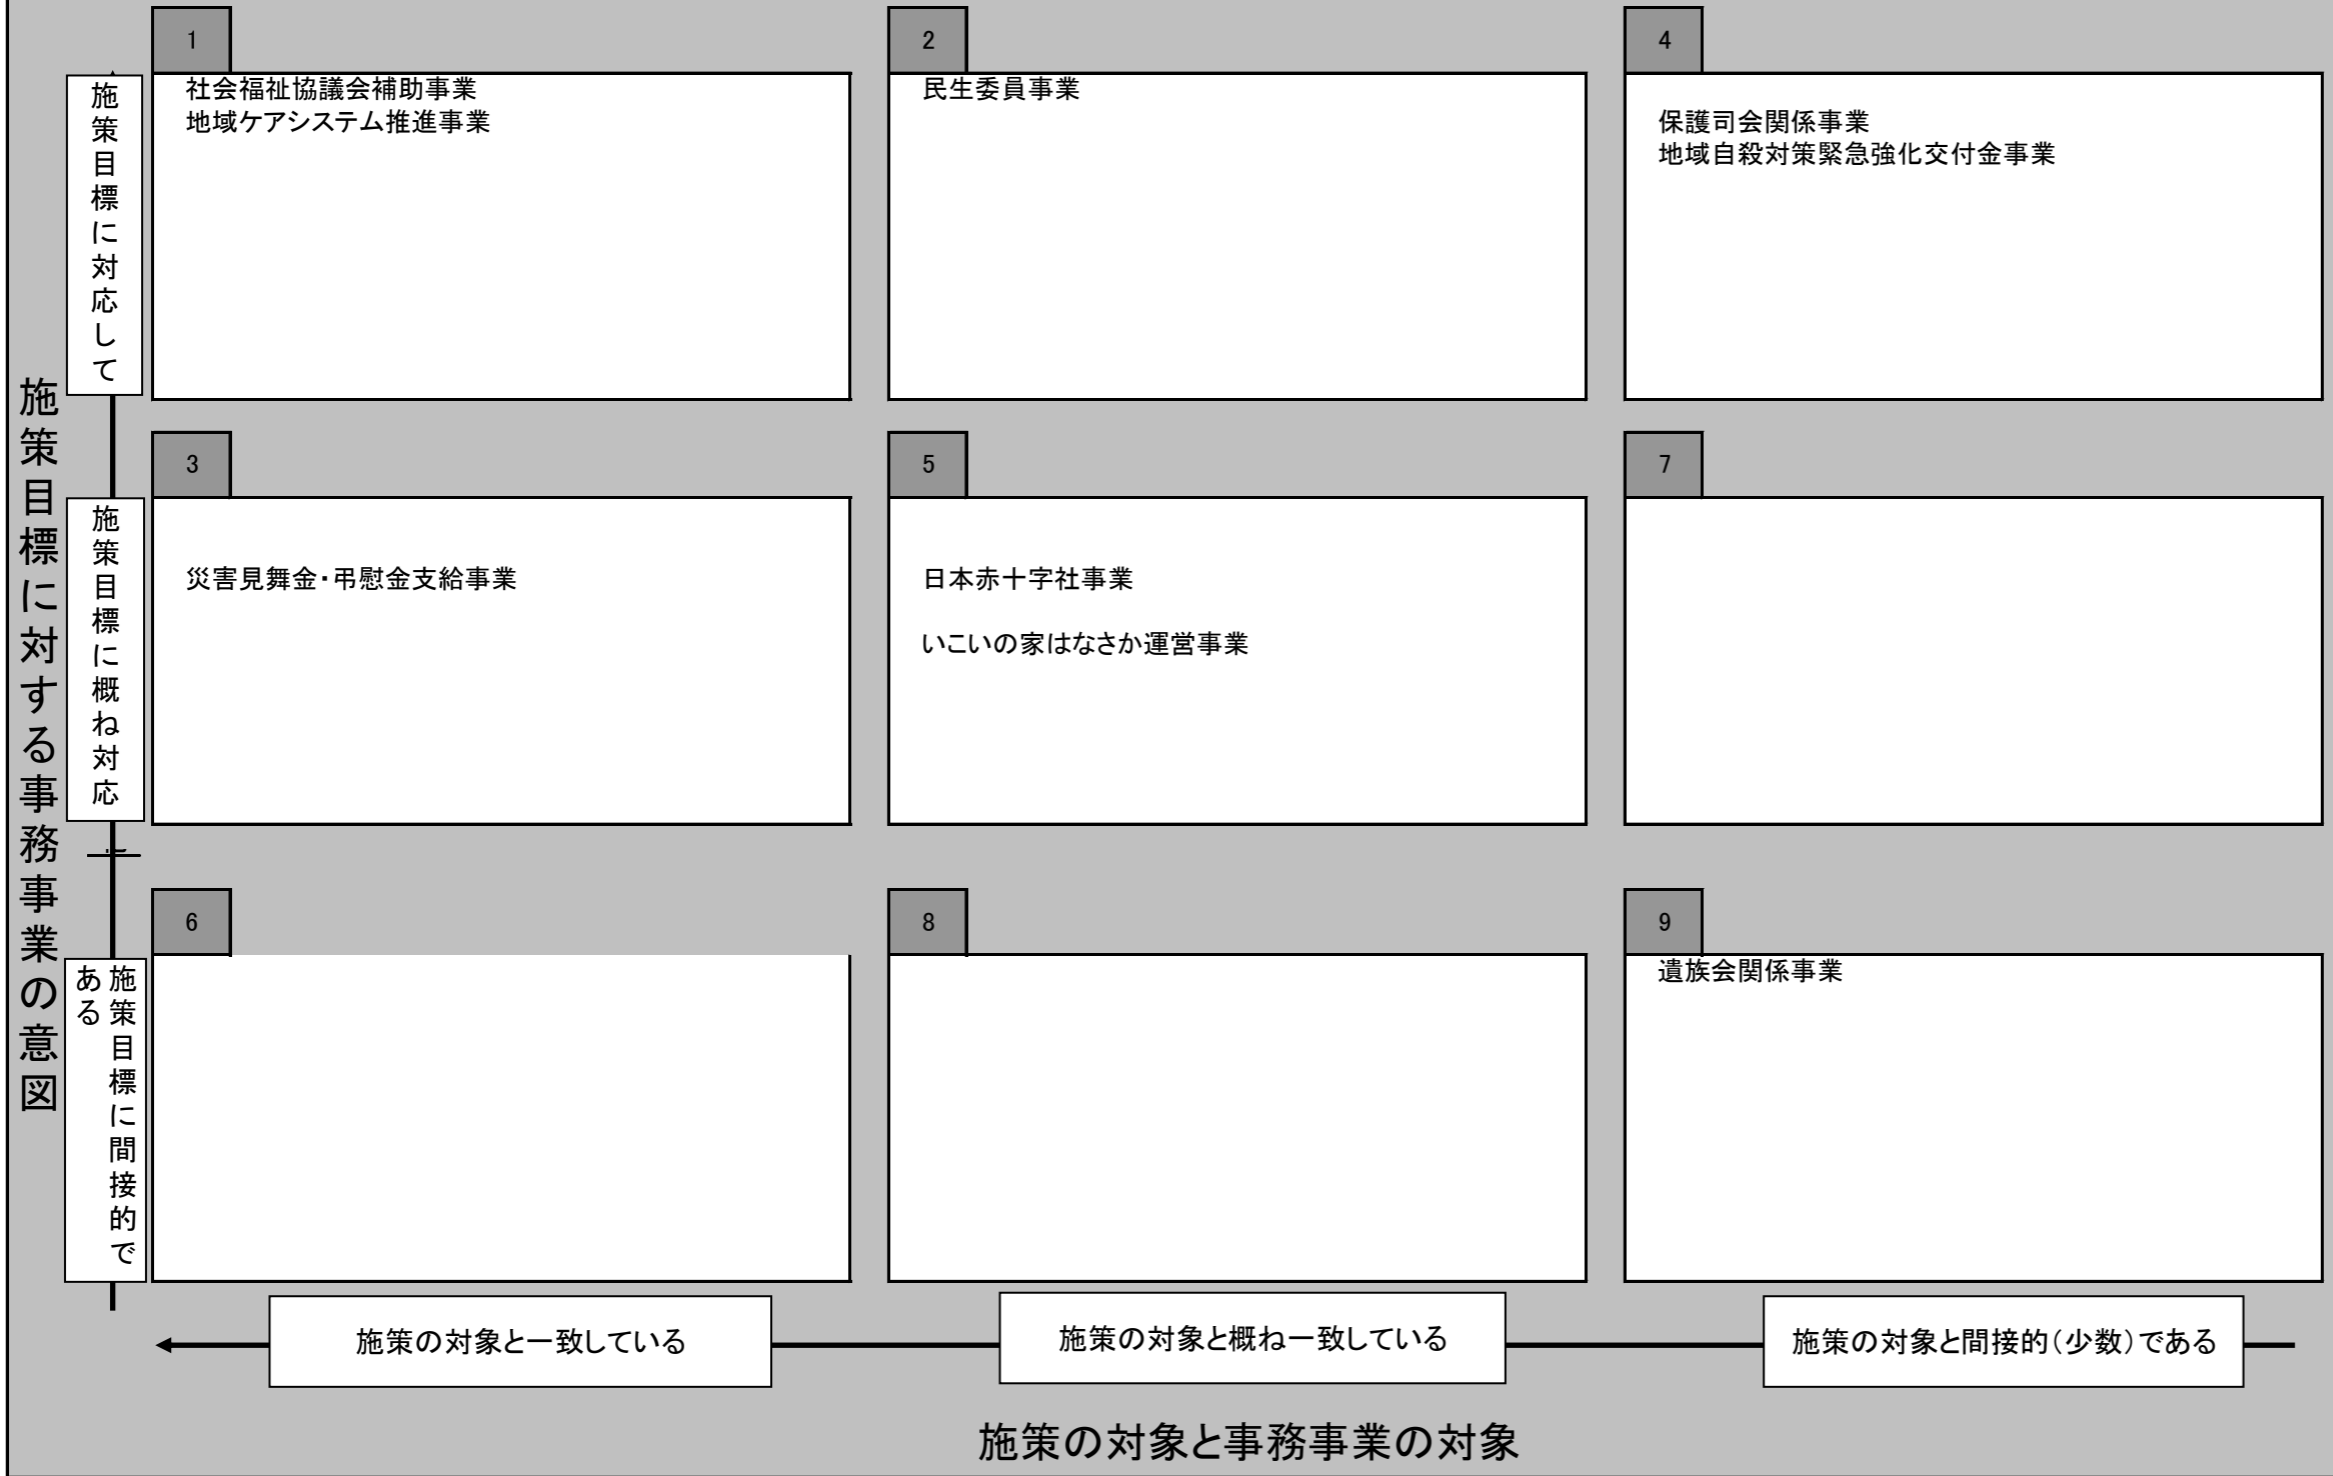 1
社会福祉協議会補助事業
地域ケアシステム推進事業
2
民生委員事業
4
保護司会関係事業
地域自殺対策緊急強化交付金事業
施策目標に対応して
施策目標に対する事務事業の意図
3
災害見舞金・弔慰金支給事業
5
日本赤十字社事業
いこいの家はなさか運営事業
7
施策目標に概ね対応
6
8
9
遺族会関係事業
施策目標に間接的で
ある
施策の対象と一致している
施策の対象と概ね一致している
施策の対象と間接的（少数）である
施策の対象と事務事業の対象